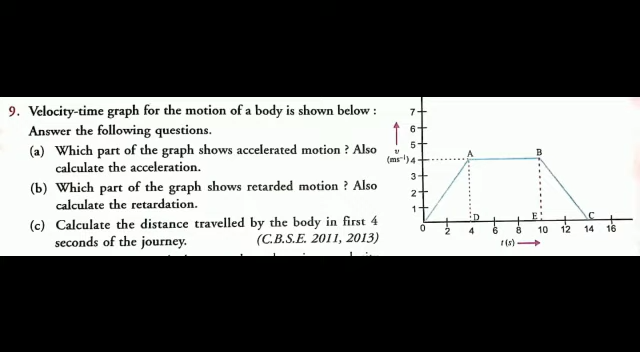 9. Velocity-time graph for the motion of a body is shown below :
Answer the following questions.
(a) Which part of the graph shows accelerated motion ? Also
calculate the acceleration.
(b) Which part of the graph shows retarded motion ? Also
calculate the retardation.
(c) Calculate the distance travelled by the body in first 4
seconds of the journey. (C.B.S.E. 2011, 2013)
7
6
5
v
(ms⁻¹) 4
3
2
1
A B
D E C
0 2 4 6 8 10 12 14 16
t (s)